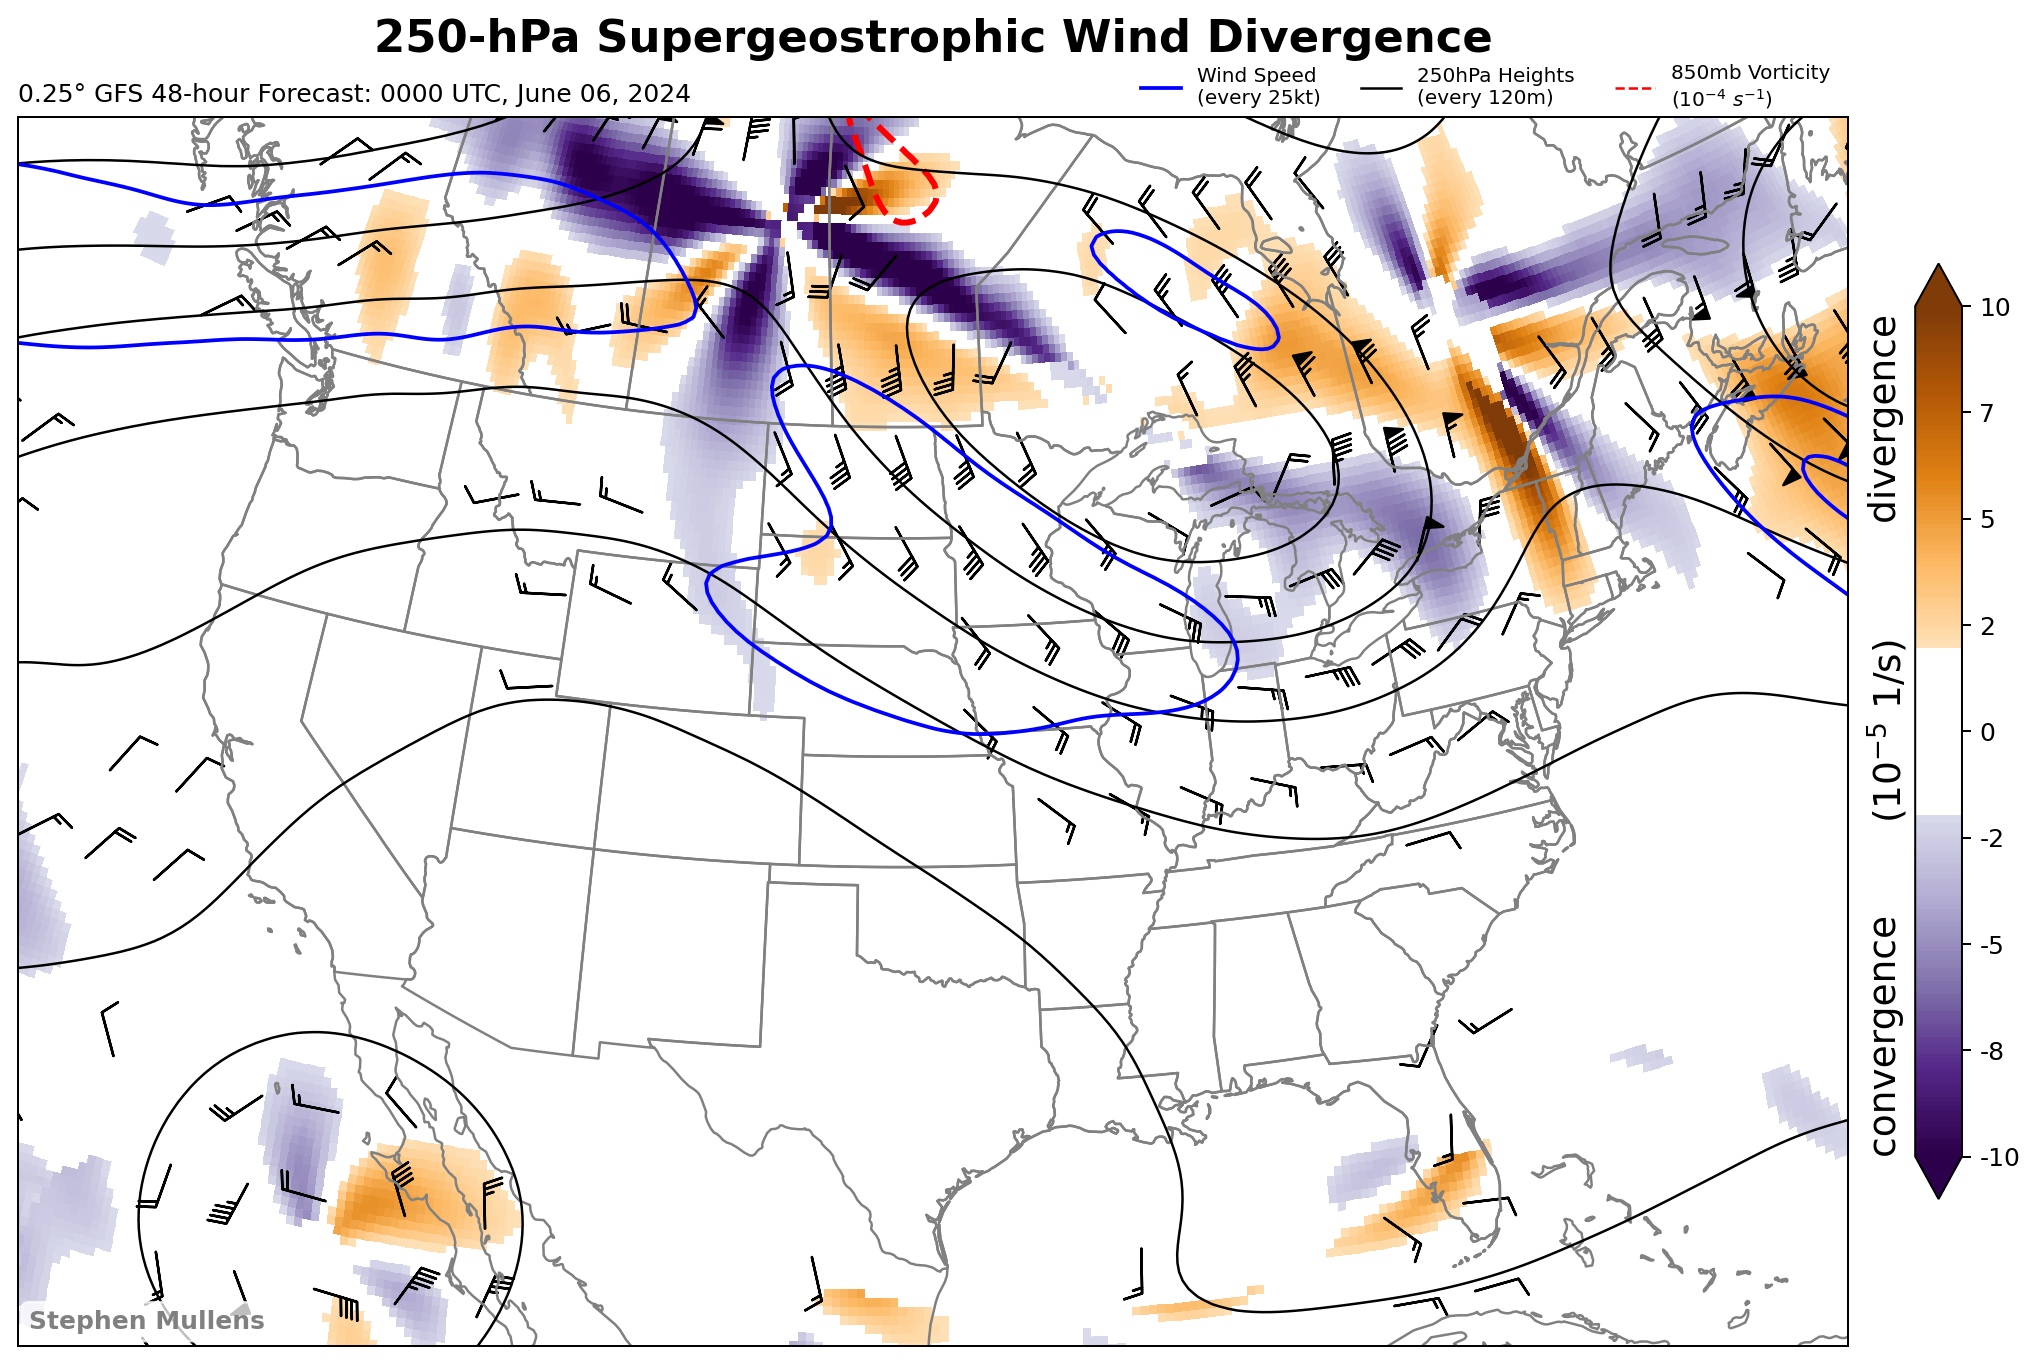 250-hPa Supergeostrophic Wind Divergence
0.25° GFS 48-hour Forecast: 0000 UTC, June 06, 2024
Wind Speed
(every 25kt)
250hPa Heights
(every 120m)
850mb Vorticity
(10⁻⁴ s⁻¹)
10
7
5
2
0
-2
-5
-8
-10
convergence (10⁻⁵ 1/s) divergence
Stephen Mullens